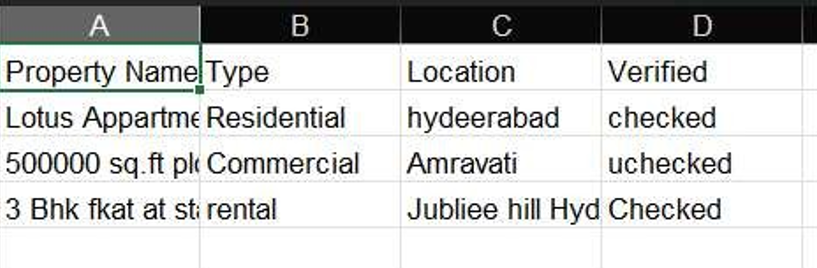 A B C D
Property Name Type Location Verified
Lotus Appartme Residential hydeerabad checked
500000 sq.ft plo Commercial Amravati uchecked
3 Bhk fkat at sta rental Jubliee hill Hyd Checked